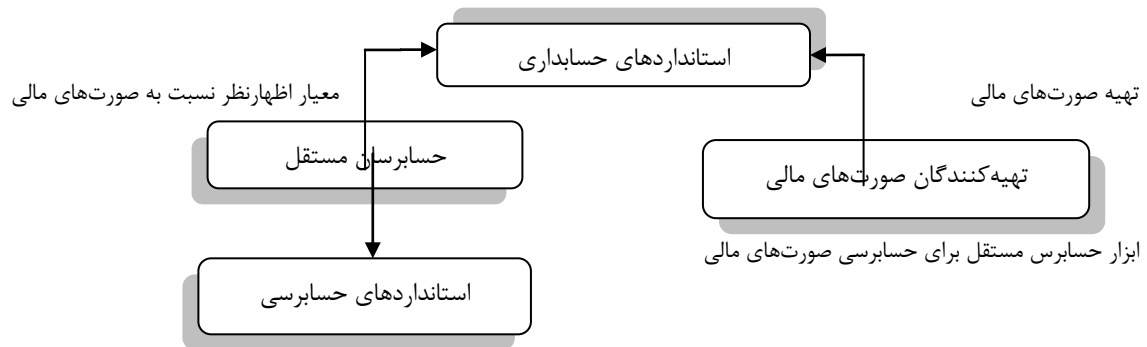 استانداردهای حسابداری
تهیه صورت‌های مالی
معیار اظهارنظر نسبت به صورت‌های مالی
حسابرسان مستقل
تهیه‌کنندگان صورت‌های مالی
ابزار حسابرس مستقل برای حسابرسی صورت‌های مالی
استانداردهای حسابرسی